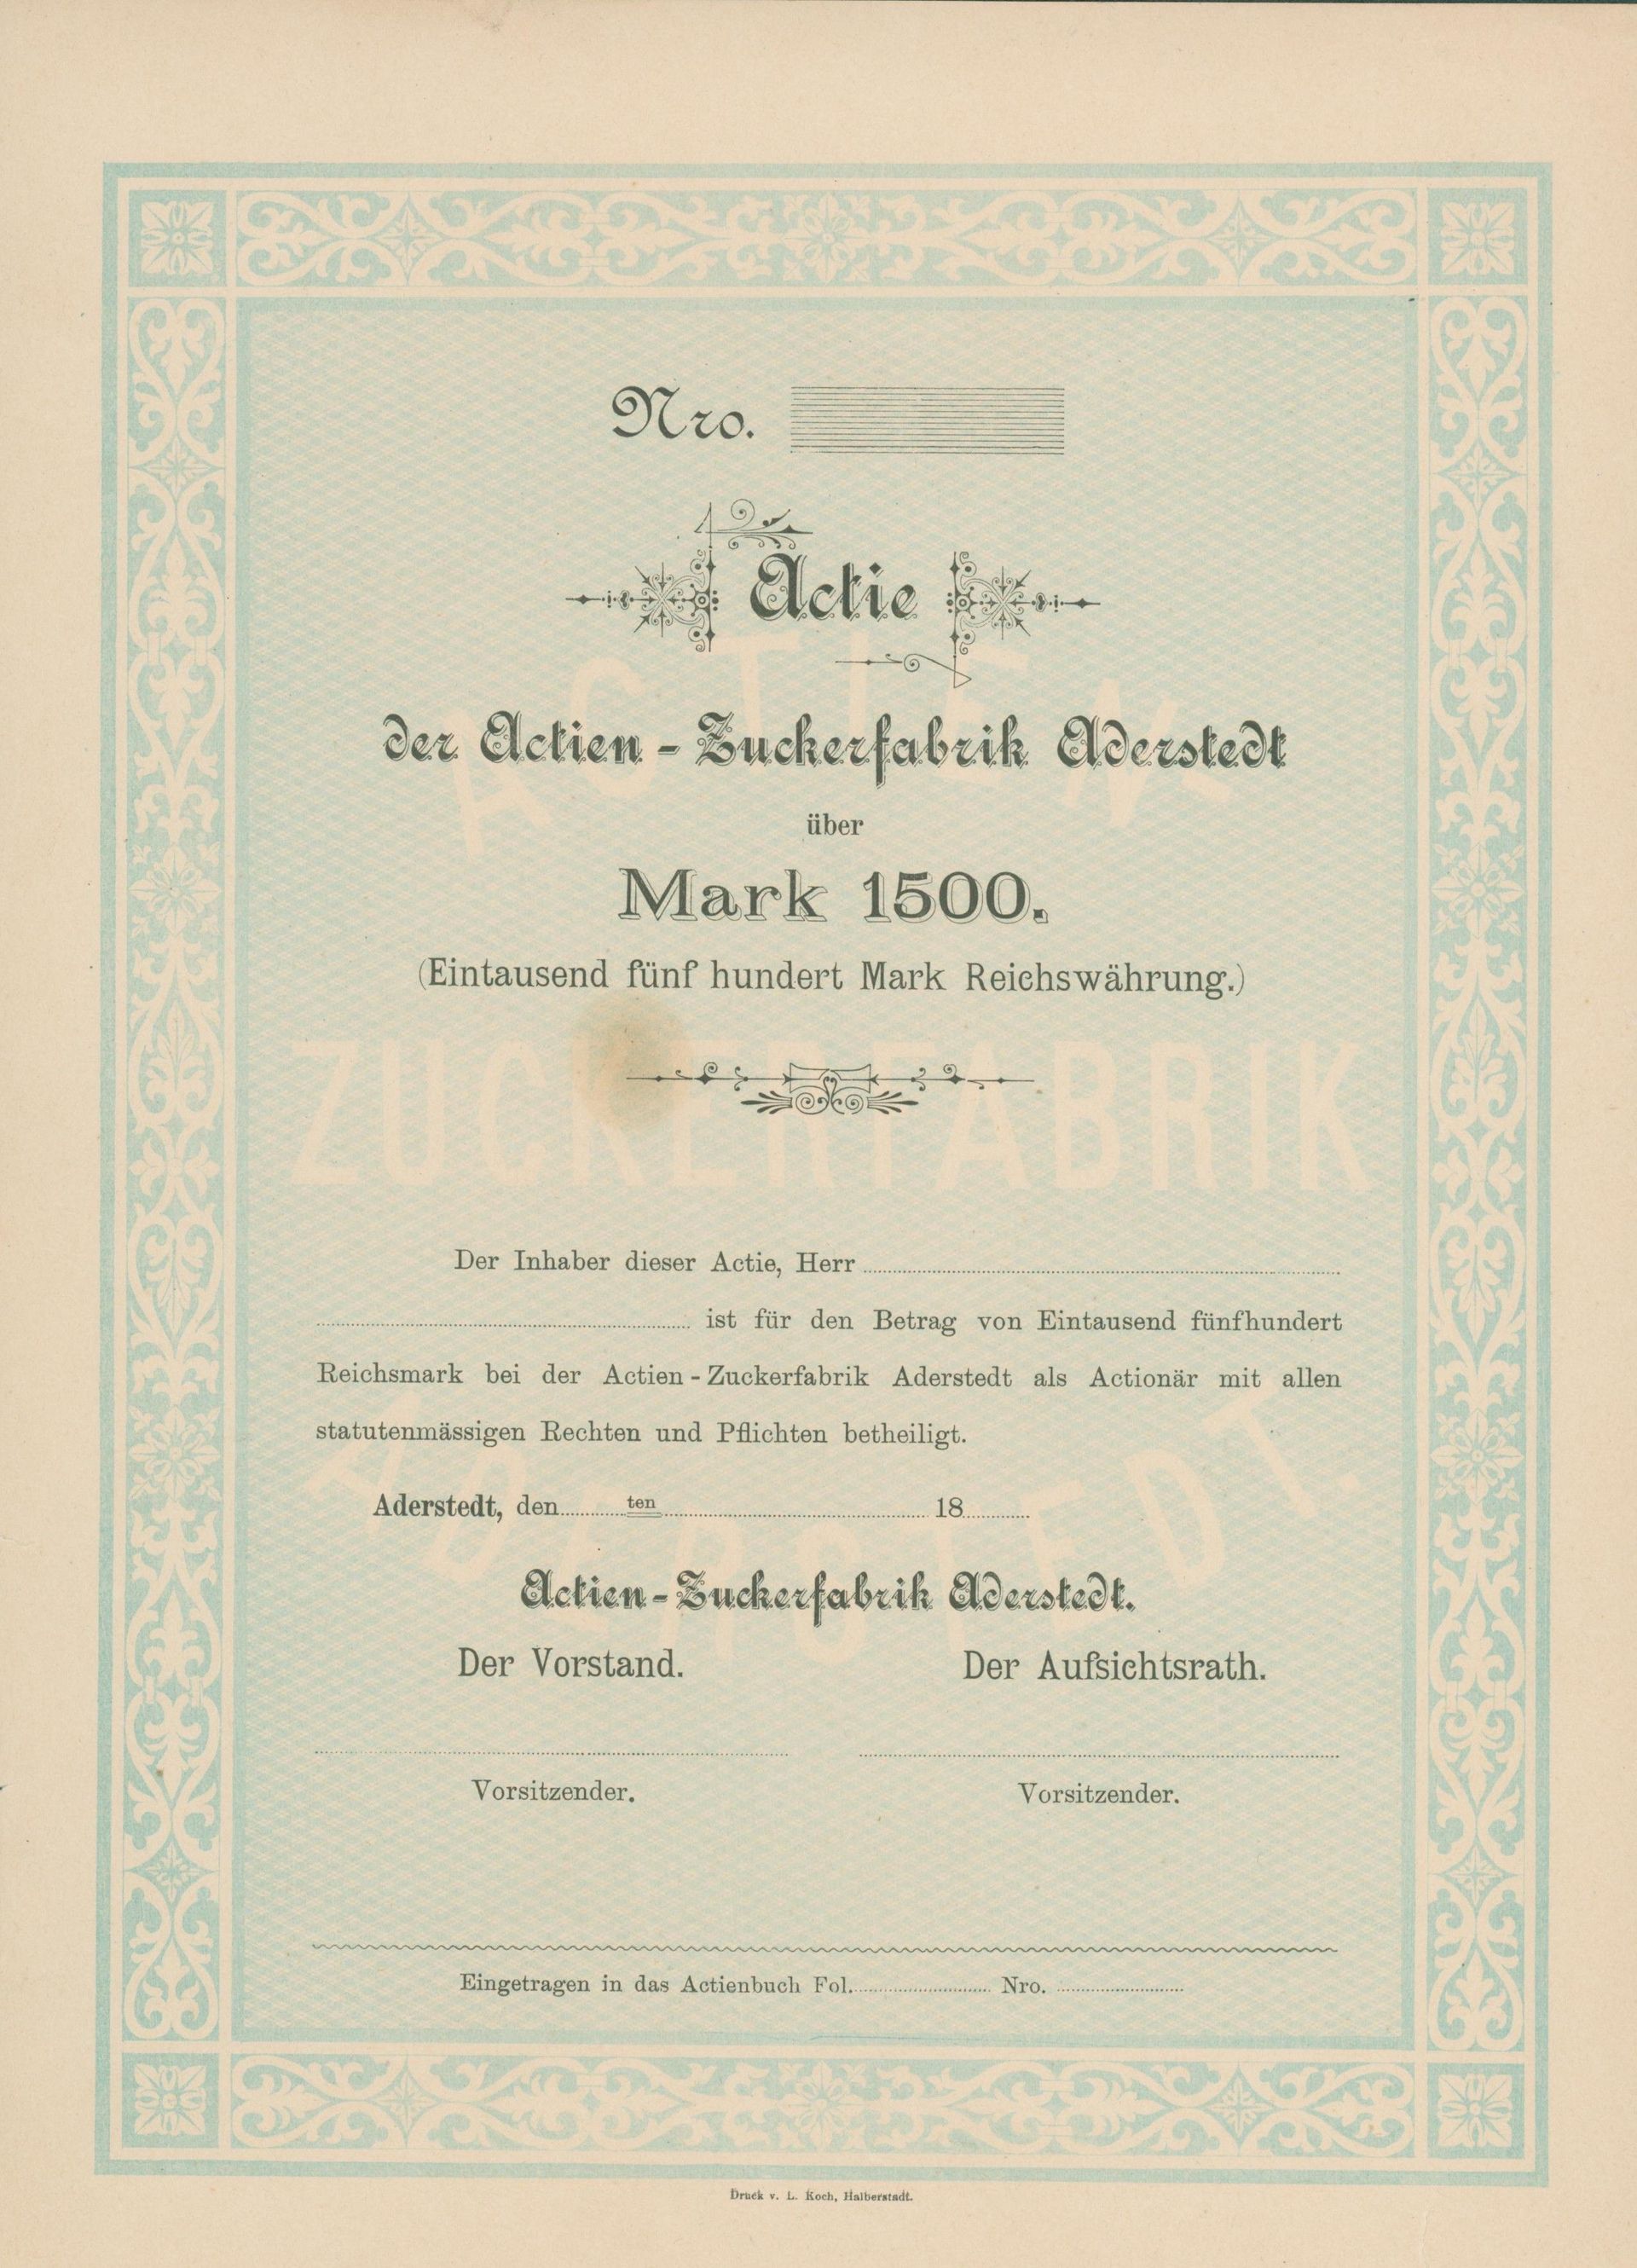 Nro.
Actie
der Actien-Zuckerfabrik Aderstedt
über
Mark 1500.
(Eintausend fünf hundert Mark Reichswährung.)
ACTIEN-
ZUCKERFABRIK
ADERSTEDT.
Der Inhaber dieser Actie, Herr
ist für den Betrag von Eintausend fünfhundert
Reichsmark bei der Actien-Zuckerfabrik Aderstedt als Actionär mit allen
statutenmässigen Rechten und Pflichten betheiligt.
Aderstedt, den ten 18
Actien-Zuckerfabrik Aderstedt.
Der Vorstand. Der Aufsichtsrath.
Vorsitzender. Vorsitzender.
Eingetragen in das Actienbuch Fol. Nro.
Druck v. L. Koch, Halberstadt.